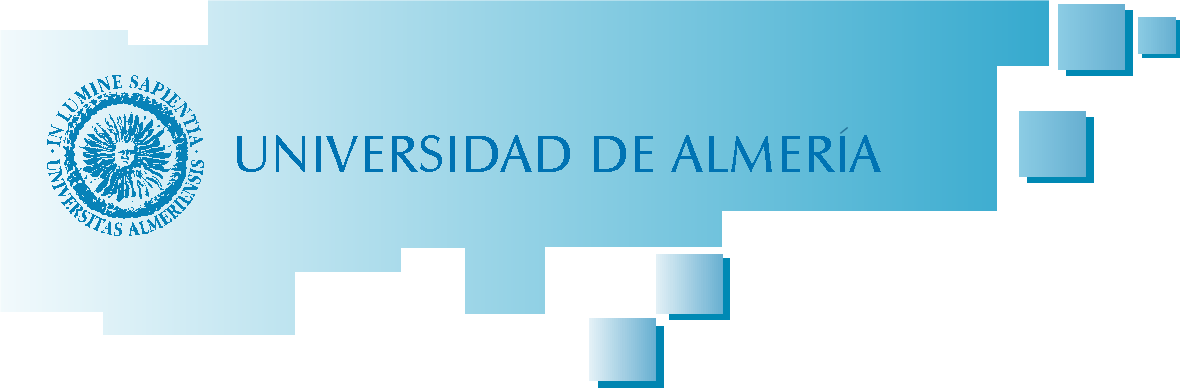 · IN LUMINE SAPIENTIA ·
UNIVERSITAS ALMERIENSIS
UNIVERSIDAD DE ALMERÍA